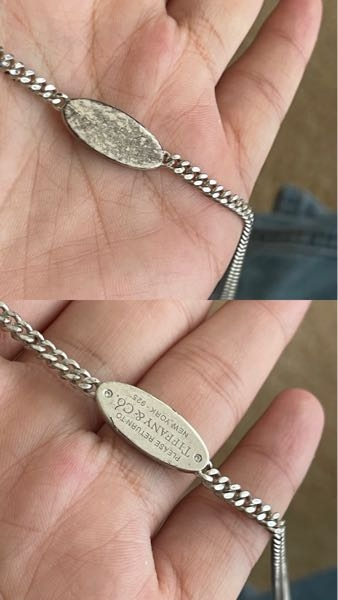 PLEASE RETURN TO
TIFFANY & CO.
NEW YORK 925